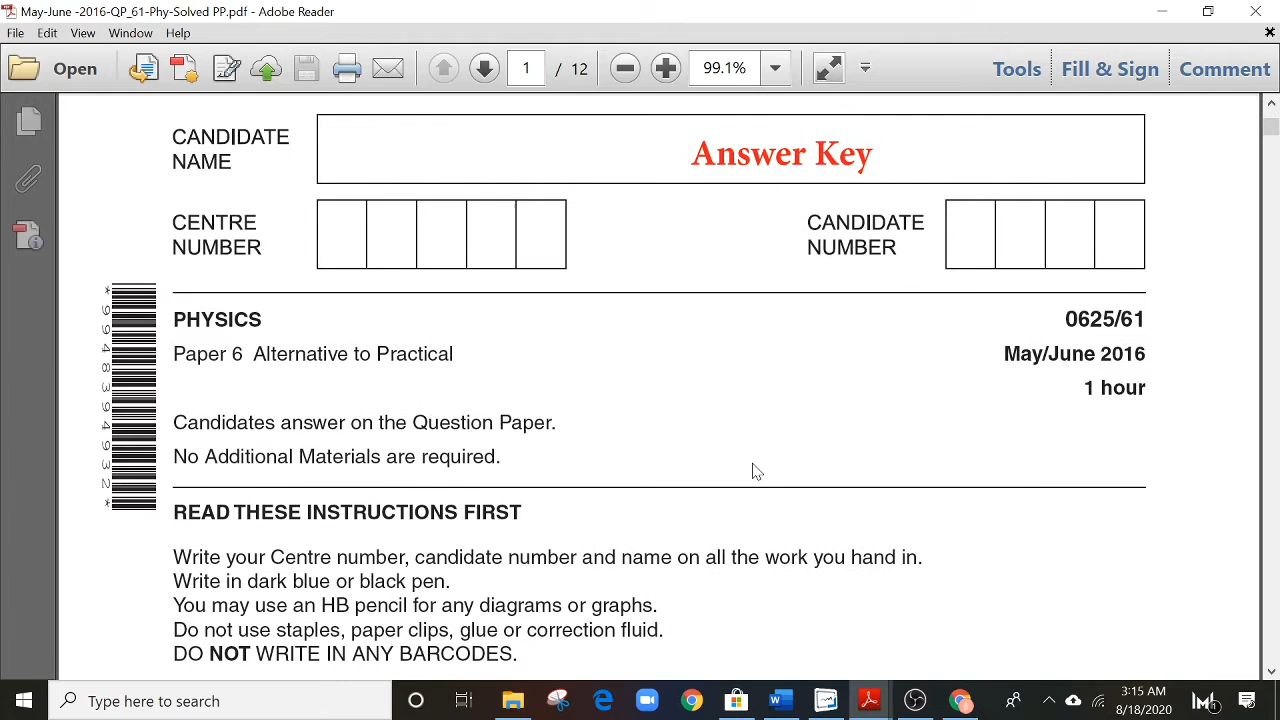 May-June -2016-QP_61-Phy-Solved PP.pdf - Adobe Reader
File Edit View Window Help
Open 1 / 12 99.1% Tools Fill & Sign Comment
CANDIDATE
NAME
Answer Key
CENTRE
NUMBER
CANDIDATE
NUMBER
*9948394932*
PHYSICS 0625/61
Paper 6 Alternative to Practical May/June 2016
1 hour
Candidates answer on the Question Paper.
No Additional Materials are required.
READ THESE INSTRUCTIONS FIRST
Write your Centre number, candidate number and name on all the work you hand in.
Write in dark blue or black pen.
You may use an HB pencil for any diagrams or graphs.
Do not use staples, paper clips, glue or correction fluid.
DO NOT WRITE IN ANY BARCODES.
Type here to search
3:15 AM
8/18/2020